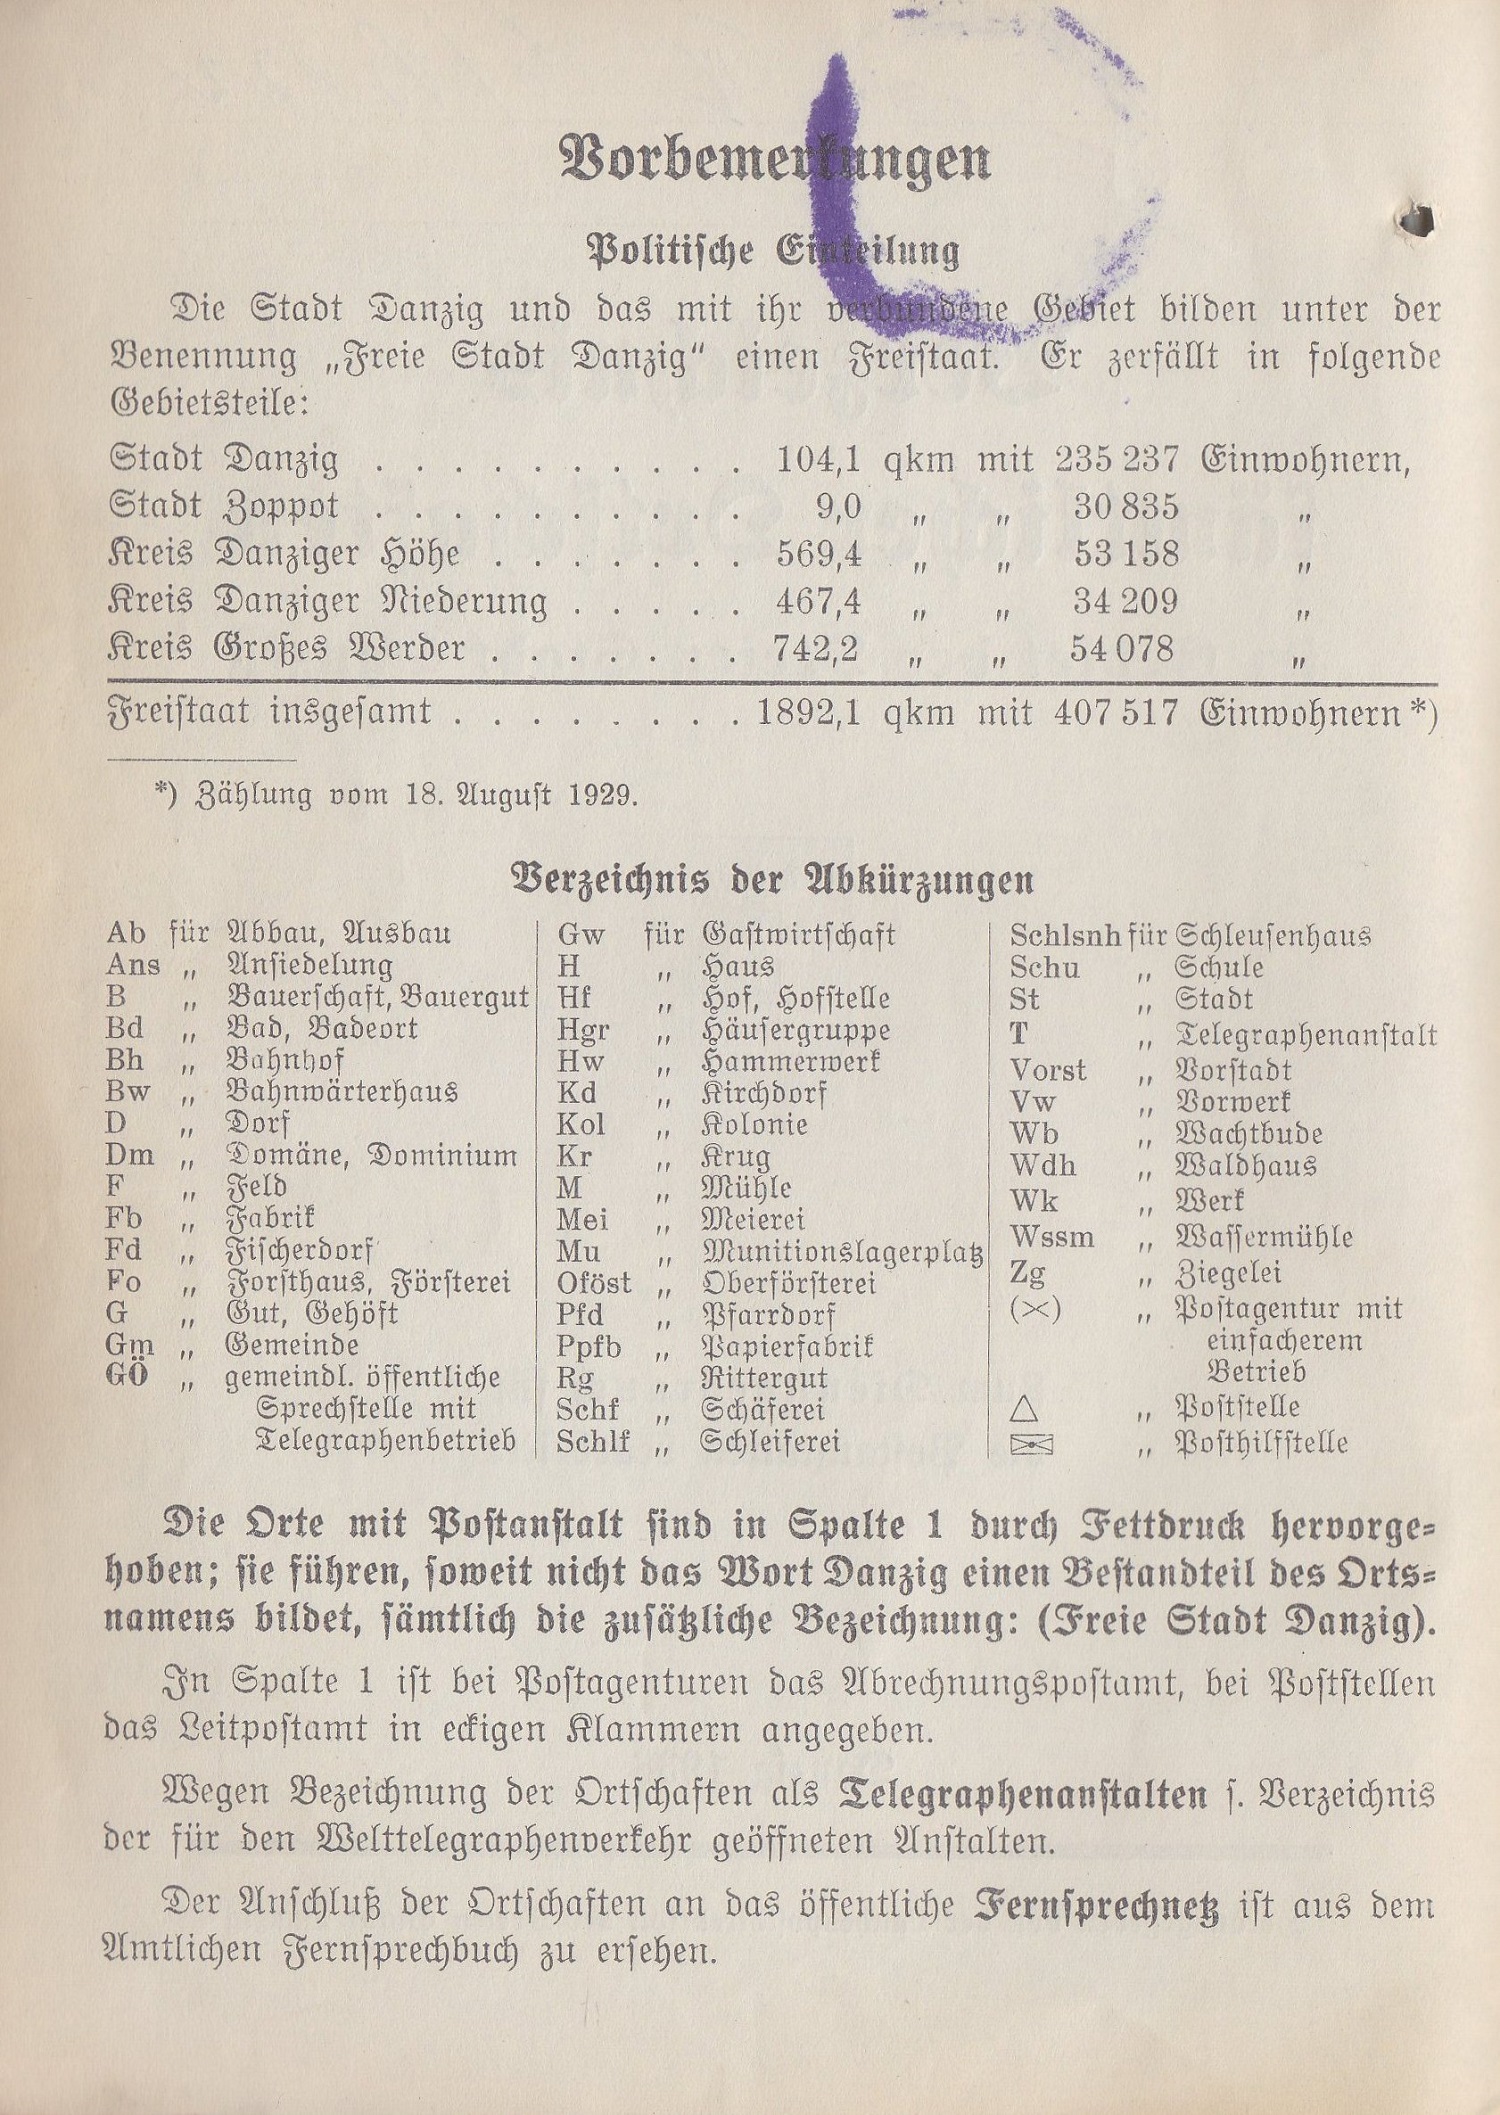 Vorbemerkungen
Politische Einteilung
Die Stadt Danzig und das mit ihr verbundene Gebiet bilden unter der
Benennung „Freie Stadt Danzig“ einen Freistaat. Er zerfällt in folgende
Gebietsteile:
Stadt Danzig . . . . . . . . . . 104,1 qkm mit 235 237 Einwohnern,
Stadt Zoppot . . . . . . . . . . 9,0 „ „ 30 835 „
Kreis Danziger Höhe . . . . . . . 569,4 „ „ 53 158 „
Kreis Danziger Niederung . . . . . 467,4 „ „ 34 209 „
Kreis Großes Werder . . . . . . . 742,2 „ „ 54 078 „
Freistaat insgesamt . . . . . . . . 1892,1 qkm mit 407 517 Einwohnern *)
*) Zählung vom 18. August 1929.
Verzeichnis der Abkürzungen
Ab für Abbau, Ausbau
Ans „ Ansiedelung
B „ Bauerschaft, Bauergut
Bd „ Bad, Badeort
Bh „ Bahnhof
Bw „ Bahnwärterhaus
D „ Dorf
Dm „ Domäne, Dominium
F „ Feld
Fb „ Fabrik
Fd „ Fischerdorf
Fo „ Forsthaus, Försterei
G „ Gut, Gehöft
Gm „ Gemeinde
GÖ „ gemeindl. öffentliche
Sprechstelle mit
Telegraphenbetrieb
Gw für Gastwirtschaft
H „ Haus
Hf „ Hof, Hofstelle
Hgr „ Häusergruppe
Hw „ Hammerwerk
Kd „ Kirchdorf
Kol „ Kolonie
Kr „ Krug
M „ Mühle
Mei „ Meierei
Mu „ Munitionslagerplatz
Oföst „ Oberförsterei
Pfd „ Pfarrdorf
Ppfb „ Papierfabrik
Rg „ Rittergut
Schf „ Schäferei
Schlf „ Schleiferei
Schlsnh für Schleusenhaus
Schu „ Schule
St „ Stadt
T „ Telegraphenanstalt
Vorst „ Vorstadt
Vw „ Vorwerk
Wb „ Wachtbude
Wdh „ Waldhaus
Wk „ Werk
Wssm „ Wassermühle
Zg „ Ziegelei
(⨉) „ Postagentur mit
einfacherem
Betrieb
△ „ Poststelle
„ Posthilfstelle
Die Orte mit Postanstalt sind in Spalte 1 durch Fettdruck hervorge-
hoben; sie führen, soweit nicht das Wort Danzig einen Bestandteil des Orts-
namens bildet, sämtlich die zusätzliche Bezeichnung: (Freie Stadt Danzig).
In Spalte 1 ist bei Postagenturen das Abrechnungspostamt, bei Poststellen
das Leitpostamt in eckigen Klammern angegeben.
Wegen Bezeichnung der Ortschaften als Telegraphenanstalten s. Verzeichnis
der für den Welttelegraphenverkehr geöffneten Anstalten.
Der Anschluß der Ortschaften an das öffentliche Fernsprechnetz ist aus dem
Amtlichen Fernsprechbuch zu ersehen.